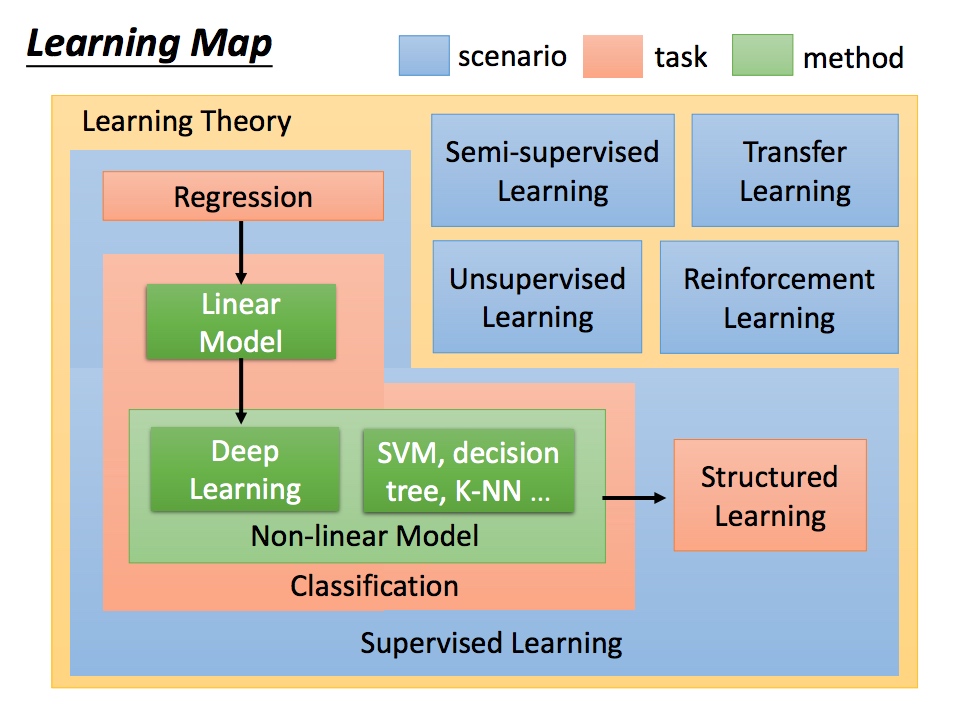 Learning Map
scenario
task
method
Learning Theory
Regression
Linear
Model
Deep
Learning
SVM, decision
tree, K-NN ...
Non-linear Model
Classification
Supervised Learning
Semi-supervised
Learning
Transfer
Learning
Unsupervised
Learning
Reinforcement
Learning
Structured
Learning